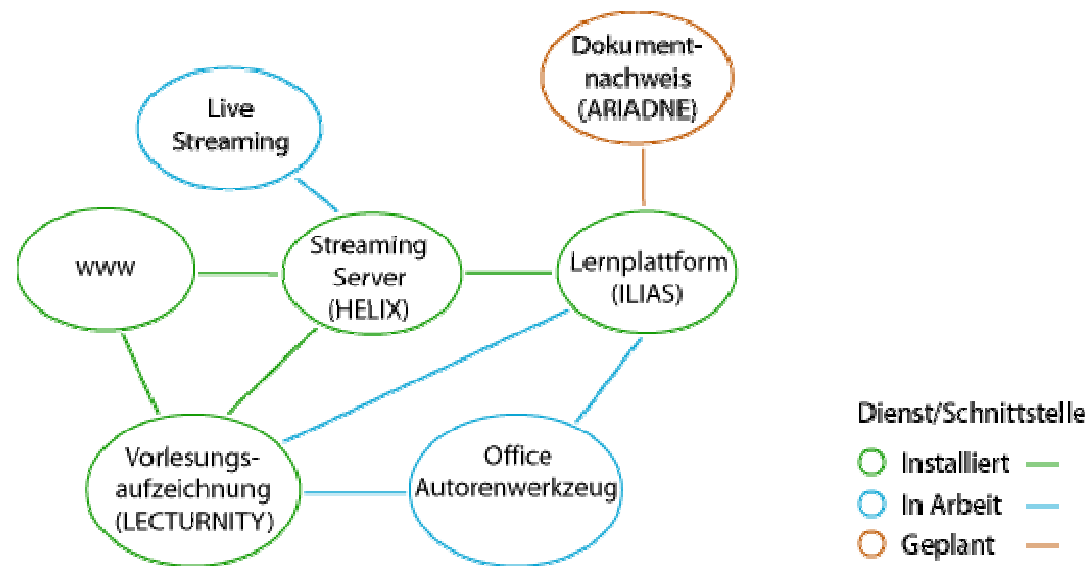 Dokument-
nachweis
(ARIADNE)
Live
Streaming
www
Streaming
Server
(HELIX)
Lernplattform
(ILIAS)
Vorlesungs-
aufzeichnung
(LECTURNITY)
Office
Autorenwerkzeug
Dienst/Schnittstelle
Installiert
In Arbeit
Geplant